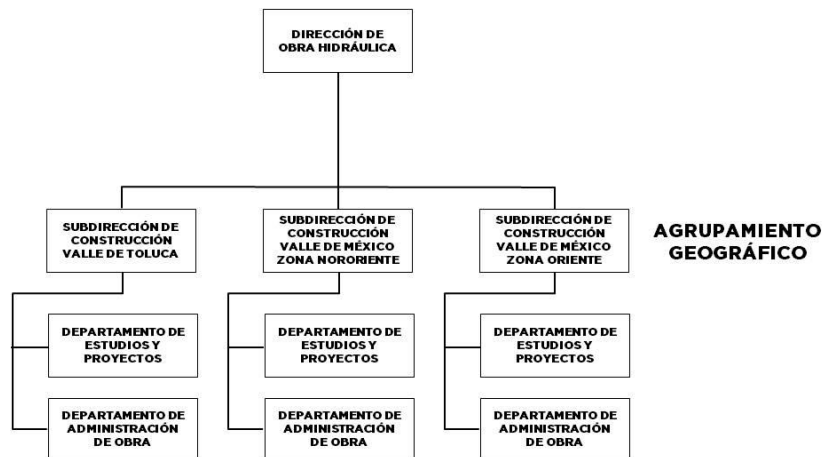 DIRECCIÓN DE
OBRA HIDRÁULICA
SUBDIRECCIÓN DE
CONSTRUCCIÓN
VALLE DE TOLUCA
SUBDIRECCIÓN DE
CONSTRUCCIÓN
VALLE DE MÉXICO
ZONA NORORIENTE
SUBDIRECCIÓN DE
CONSTRUCCIÓN
VALLE DE MÉXICO
ZONA ORIENTE
AGRUPAMIENTO
GEOGRÁFICO
DEPARTAMENTO DE
ESTUDIOS Y
PROYECTOS
DEPARTAMENTO DE
ESTUDIOS Y
PROYECTOS
DEPARTAMENTO DE
ESTUDIOS Y
PROYECTOS
DEPARTAMENTO DE
ADMINISTRACIÓN
DE OBRA
DEPARTAMENTO DE
ADMINISTRACIÓN
DE OBRA
DEPARTAMENTO DE
ADMINISTRACIÓN
DE OBRA